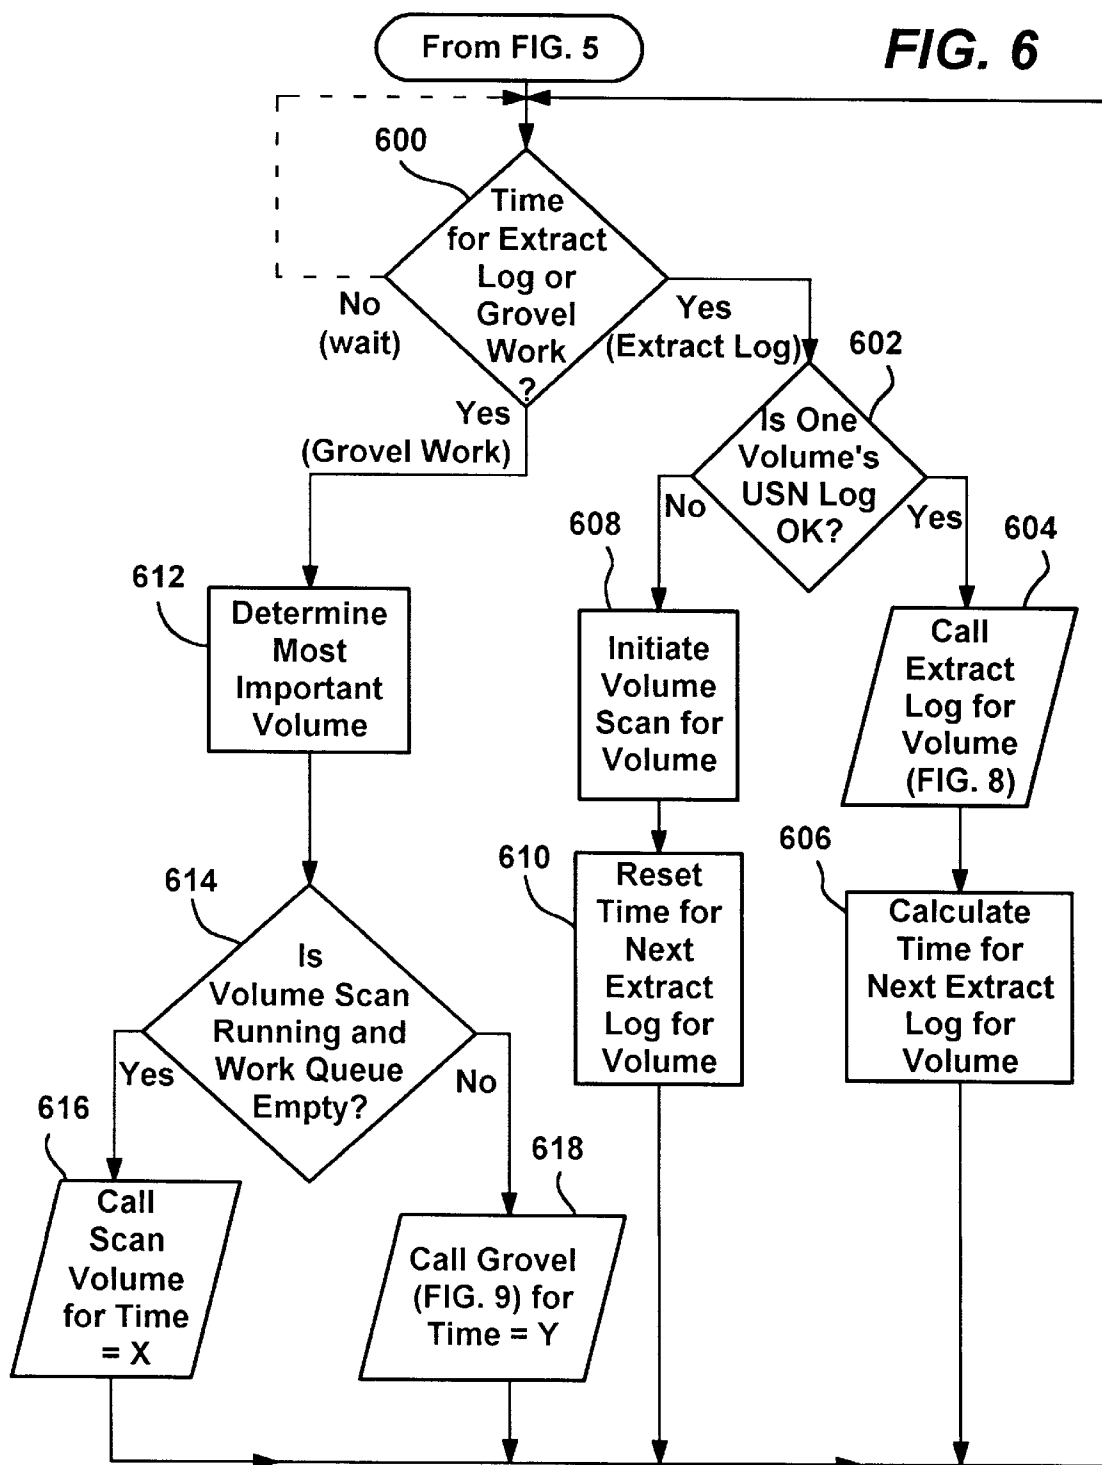 From FIG. 5
FIG. 6
600
Time
for Extract
Log or
Grovel
Work
?
No
(wait)
Yes
(Extract Log)
Yes
(Grovel Work)
602
Is One
Volume's
USN Log
OK?
No
Yes
608
604
612
Determine
Most
Important
Volume
Initiate
Volume
Scan for
Volume
Call
Extract
Log for
Volume
(FIG. 8)
610
606
Reset
Time for
Next
Extract
Log for
Volume
Calculate
Time for
Next Extract
Log for
Volume
614
Is
Volume Scan
Running and
Work Queue
Empty?
Yes
No
616
618
Call
Scan
Volume
for Time
= X
Call Grovel
(FIG. 9) for
Time = Y